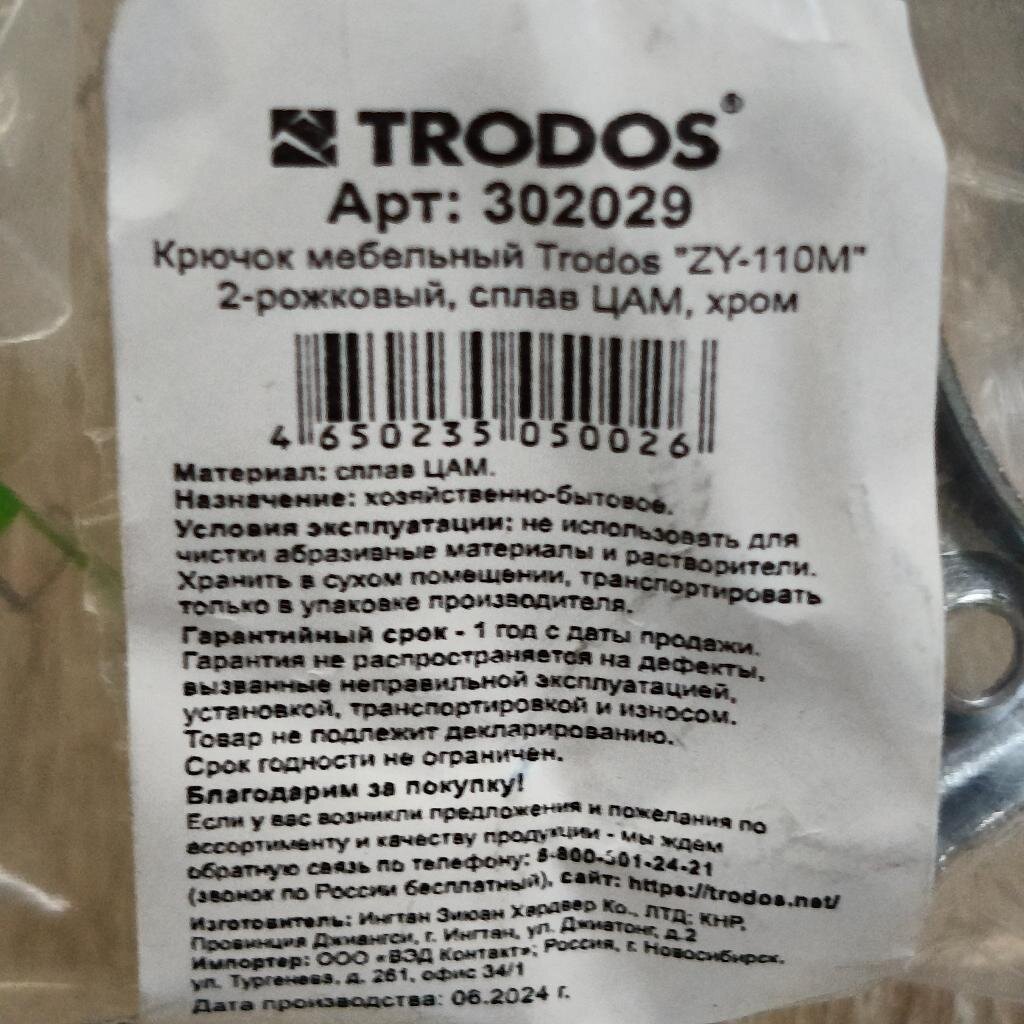 TRODOS®
Арт: 302029
Крючок мебельный Trodos "ZY-110M"
2-рожковый, сплав ЦАМ, хром
4 650235 050026
Материал: сплав ЦАМ.
Назначение: хозяйственно-бытовое.
Условия эксплуатации: не использовать для
чистки абразивные материалы и растворители.
Хранить в сухом помещении, транспортировать
только в упаковке производителя.
Гарантийный срок - 1 год с даты продажи.
Гарантия не распространяется на дефекты,
вызванные неправильной эксплуатацией,
установкой, транспортировкой и износом.
Товар не подлежит декларированию.
Срок годности не ограничен.
Благодарим за покупку!
Если у вас возникли предложения и пожелания по
ассортименту и качеству продукции - мы ждем
обратную связь по телефону: 8-800-501-24-21
(звонок по России бесплатный), сайт: https://trodos.net/
Изготовитель: Ингтан Зиюан Хардвер Ко., ЛТД; КНР,
Провинция Джиангси, г. Ингтан, ул. Джиатонг, д.2
Импортер: ООО «ВЭД Контакт»; Россия, г. Новосибирск,
ул. Тургенева, д. 261, офис 34/1
Дата производства: 06.2024 г.